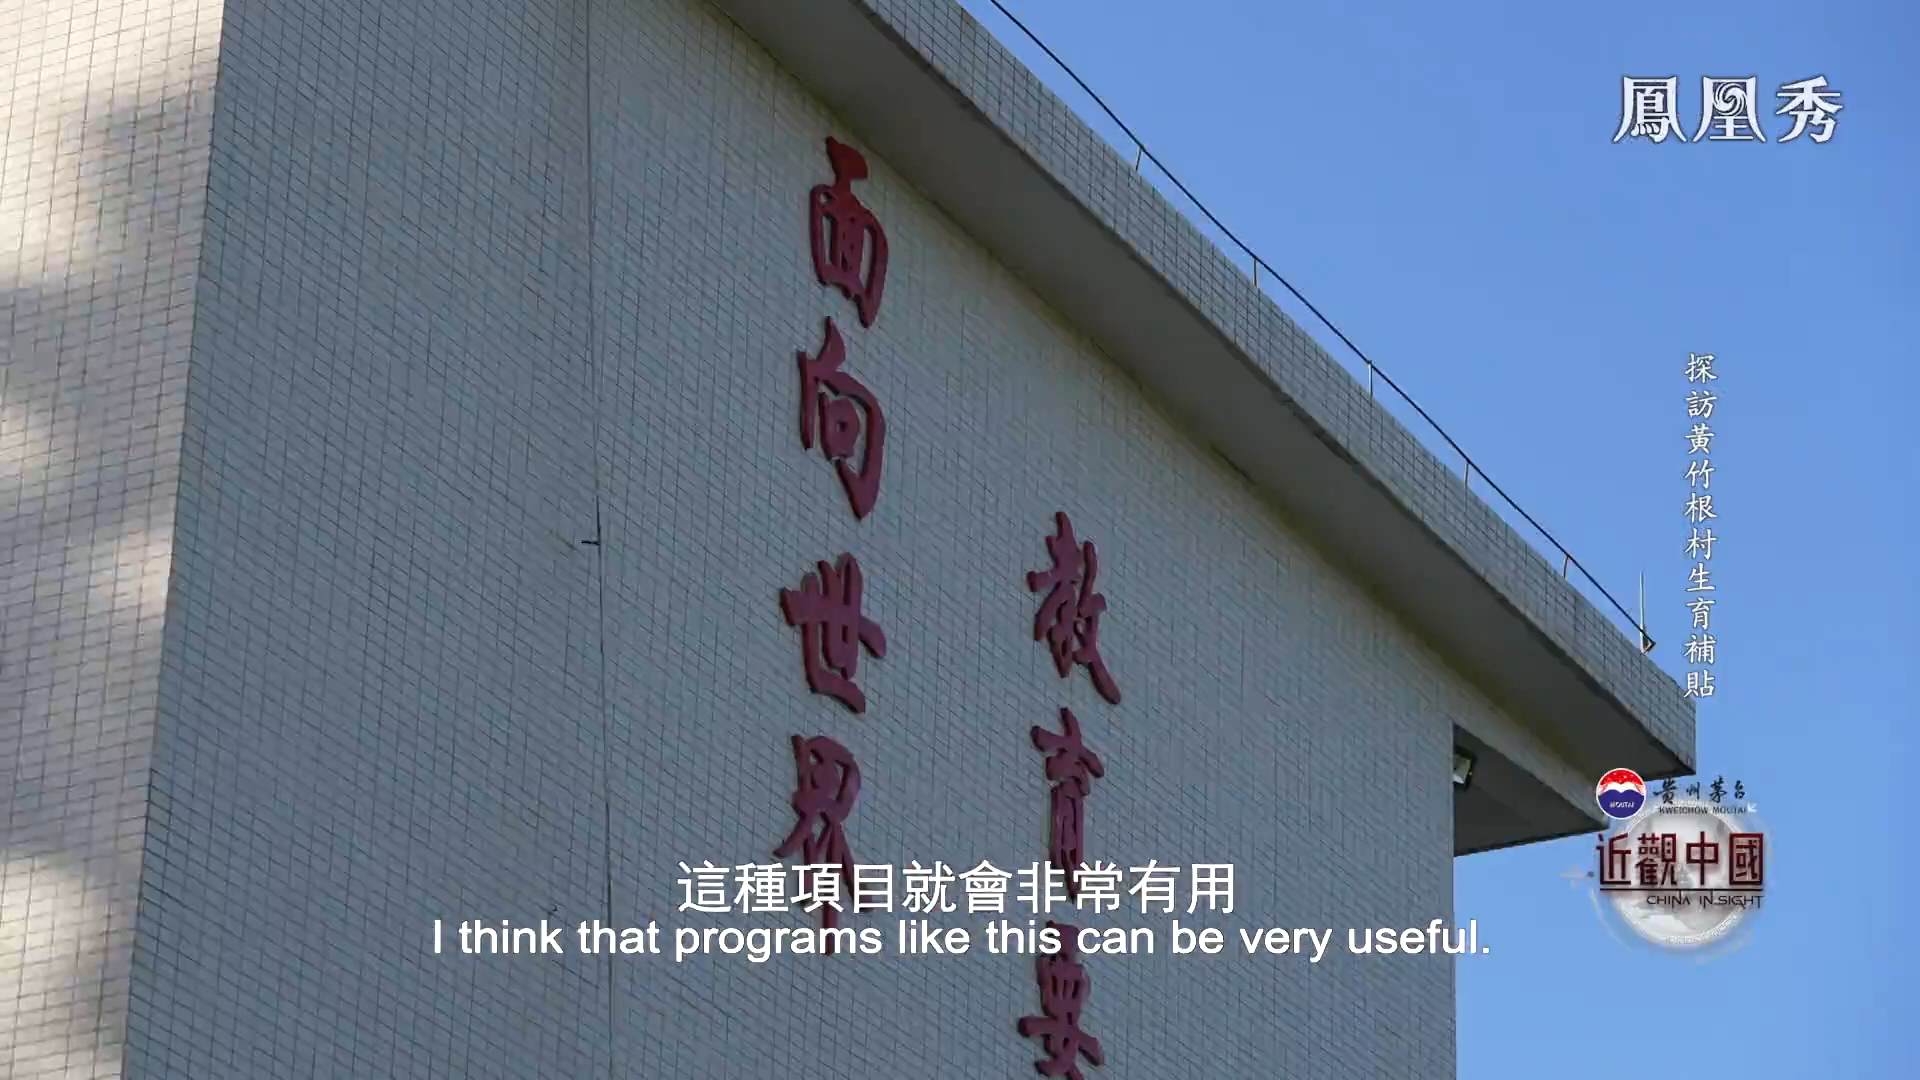 鳳凰秀
教育要
面向世界
探訪黃竹根村生育補貼
MOUTAI
貴州茅台
KWEICHOW MOUTAI
近觀中國
CHINA INSIGHT
這種項目就會非常有用
I think that programs like this can be very useful.